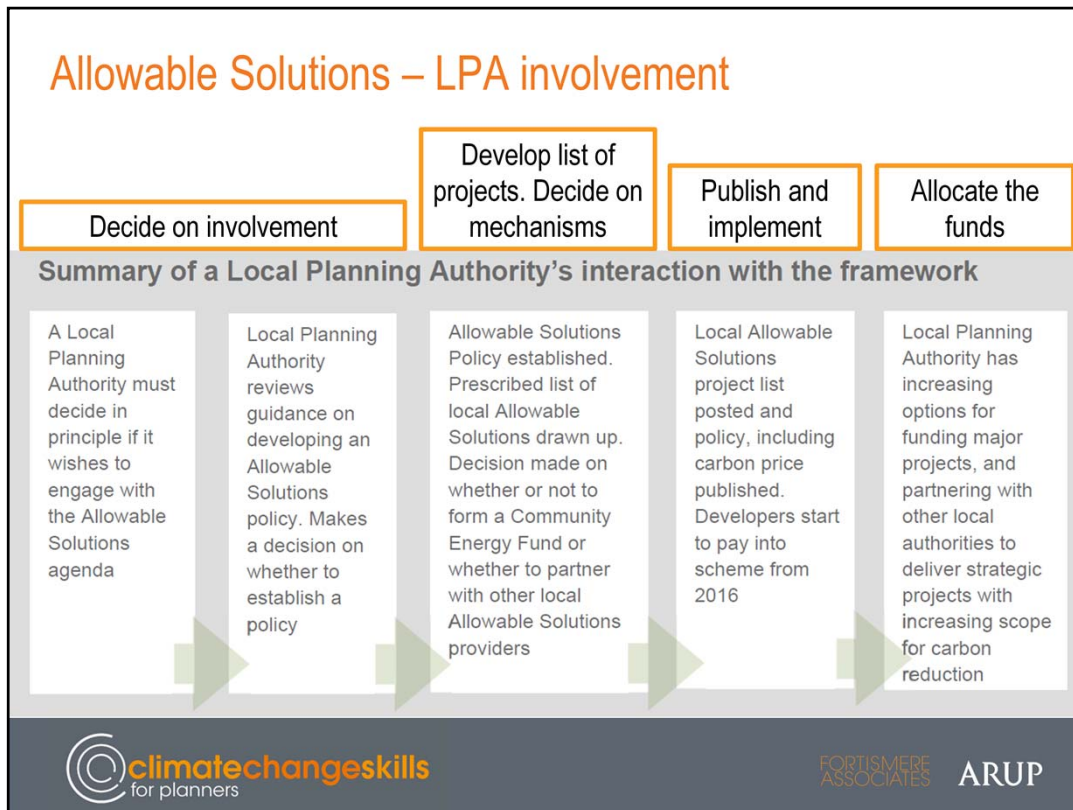 Allowable Solutions – LPA involvement
Decide on involvement
Develop list of
projects. Decide on
mechanisms
Publish and
implement
Allocate the
funds
Summary of a Local Planning Authority's interaction with the framework
A Local
Planning
Authority must
decide in
principle if it
wishes to
engage with
the Allowable
Solutions
agenda
Local Planning
Authority
reviews
guidance on
developing an
Allowable
Solutions
policy. Makes
a decision on
whether to
establish a
policy
Allowable Solutions
Policy established.
Prescribed list of
local Allowable
Solutions drawn up.
Decision made on
whether or not to
form a Community
Energy Fund or
whether to partner
with other local
Allowable Solutions
providers
Local Allowable
Solutions
project list
posted and
policy, including
carbon price
published.
Developers start
to pay into
scheme from
2016
Local Planning
Authority has
increasing
options for
funding major
projects, and
partnering with
other local
authorities to
deliver strategic
projects with
increasing scope
for carbon
reduction
climatechangeskills
for planners
FORTISMERE
ASSOCIATES
ARUP